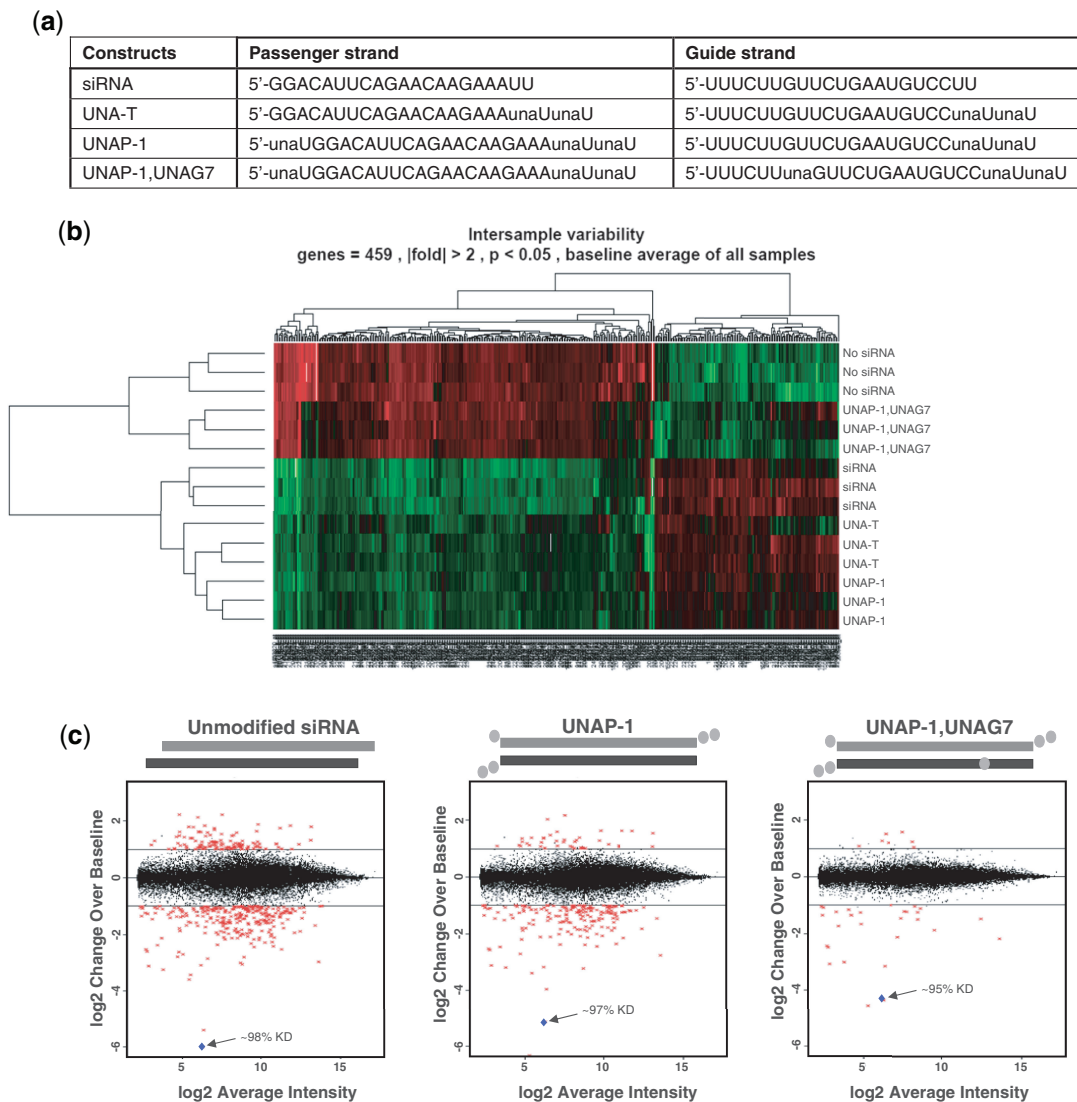 (a)
Constructs Passenger strand Guide strand
siRNA 5'-GGACAUUCAGAACAAGAAAUU 5'-UUUCUUGUUCUGAAUGUCCUU
UNA-T 5'-GGACAUUCAGAACAAGAAAunaUunaU 5'-UUUCUUGUUCUGAAUGUCCunaUunaU
UNAP-1 5'-unaUGGACAUUCAGAACAAGAAAunaUunaU 5'-UUUCUUGUUCUGAAUGUCCunaUunaU
UNAP-1,UNAG7 5'-unaUGGACAUUCAGAACAAGAAAunaUunaU 5'-UUUCUUunaGUUCUGAAUGUCCunaUunaU
(b)
Intersample variability
genes = 459 , |fold| > 2 , p < 0.05 , baseline average of all samples
No siRNA
No siRNA
No siRNA
UNAP-1,UNAG7
UNAP-1,UNAG7
UNAP-1,UNAG7
siRNA
siRNA
siRNA
UNA-T
UNA-T
UNA-T
UNAP-1
UNAP-1
UNAP-1
(c)
Unmodified siRNA
log2 Change Over Baseline
2
0
-2
-4
-6
~98% KD
5 10 15
log2 Average Intensity
UNAP-1
log2 Change Over Baseline
2
0
-2
-4
-6
~97% KD
5 10 15
log2 Average Intensity
UNAP-1,UNAG7
log2 Change Over Baseline
2
0
-2
-4
-6
~95% KD
5 10 15
log2 Average Intensity